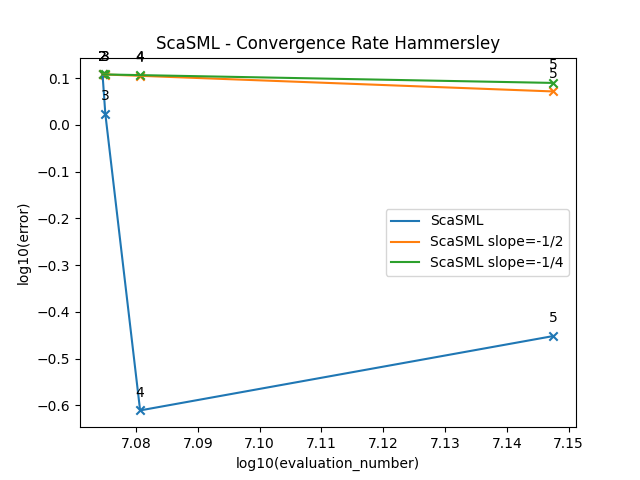 ScaSML - Convergence Rate Hammersley
2 3 4 5
5
3
4
5
0.1
0.0
−0.1
−0.2
−0.3
−0.4
−0.5
−0.6
log10(error)
ScaSML
ScaSML slope=-1/2
ScaSML slope=-1/4
7.08 7.09 7.10 7.11 7.12 7.13 7.14 7.15
log10(evaluation_number)